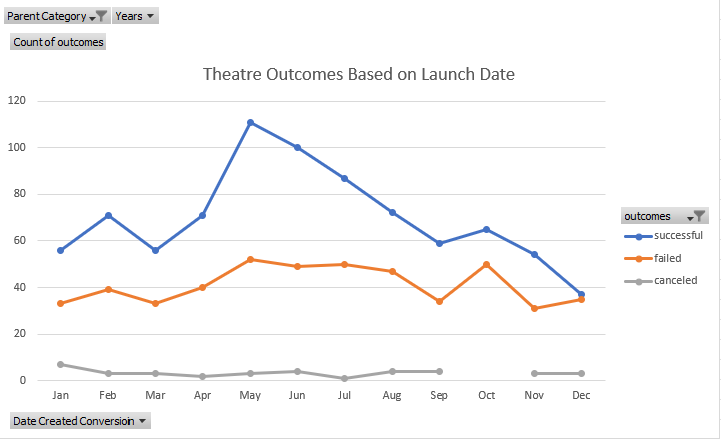 Parent Category Years
Count of outcomes
Theatre Outcomes Based on Launch Date
120
100
80
60
40
20
0
Jan Feb Mar Apr May Jun Jul Aug Sep Oct Nov Dec
outcomes
successful
failed
canceled
Date Created Conversioin